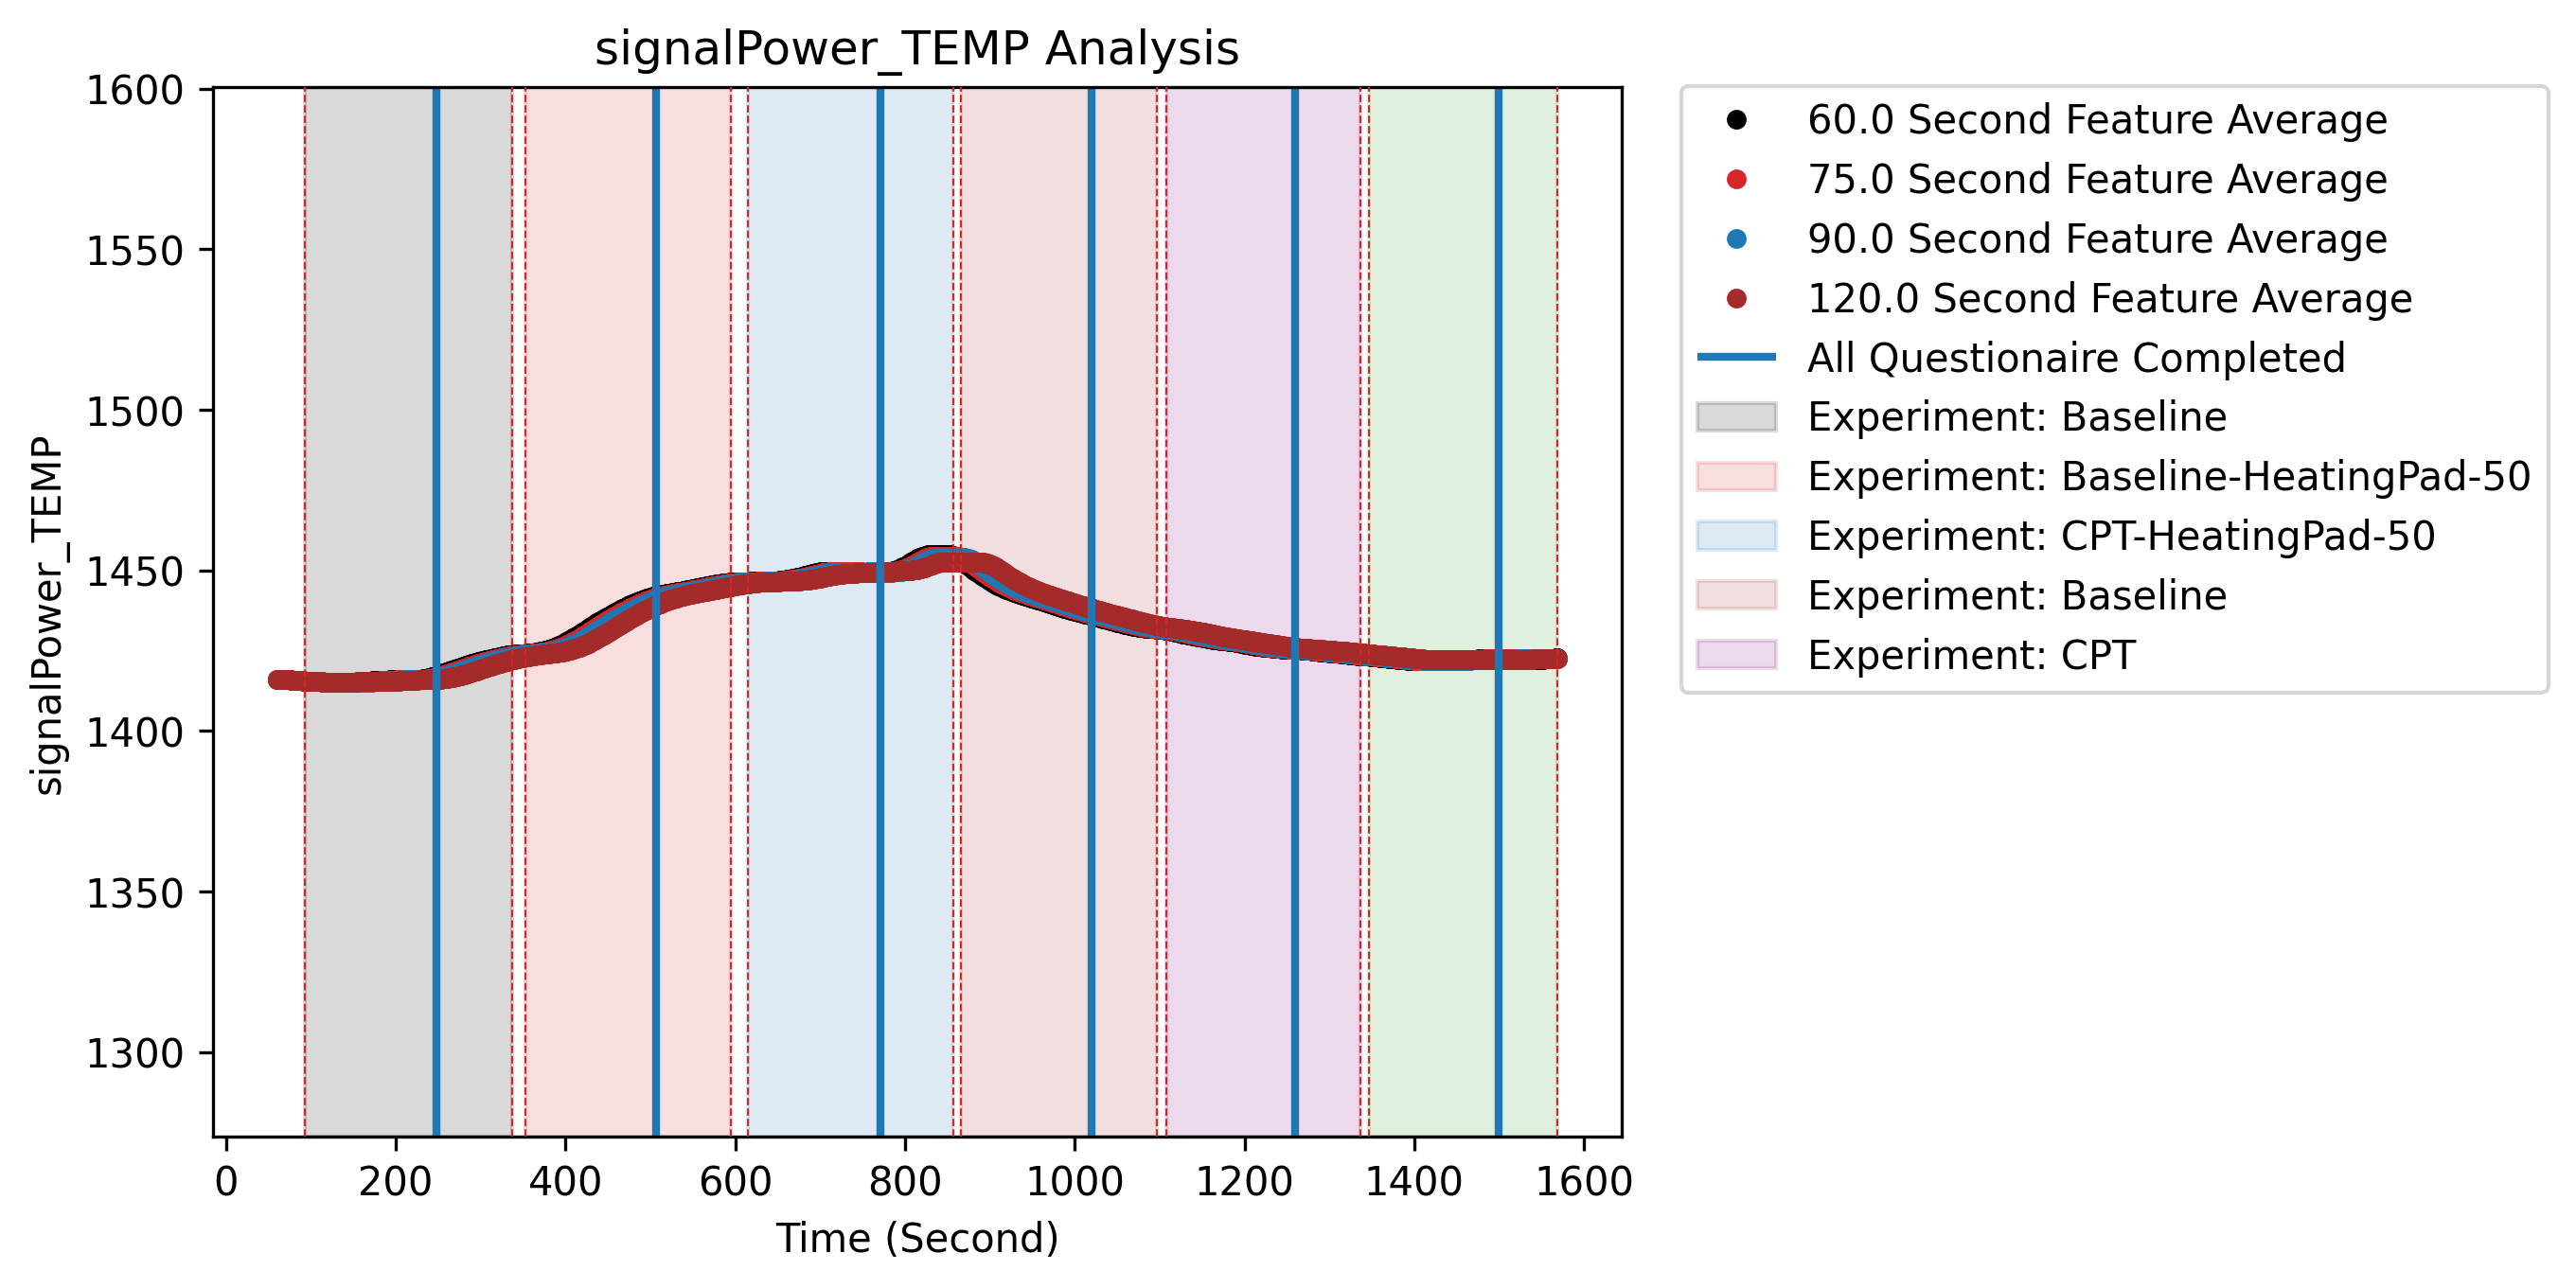 signalPower_TEMP Analysis
1600
1550
1500
1450
1400
1350
1300
signalPower_TEMP
0 200 400 600 800 1000 1200 1400 1600
Time (Second)
60.0 Second Feature Average
75.0 Second Feature Average
90.0 Second Feature Average
120.0 Second Feature Average
All Questionaire Completed
Experiment: Baseline
Experiment: Baseline-HeatingPad-50
Experiment: CPT-HeatingPad-50
Experiment: Baseline
Experiment: CPT